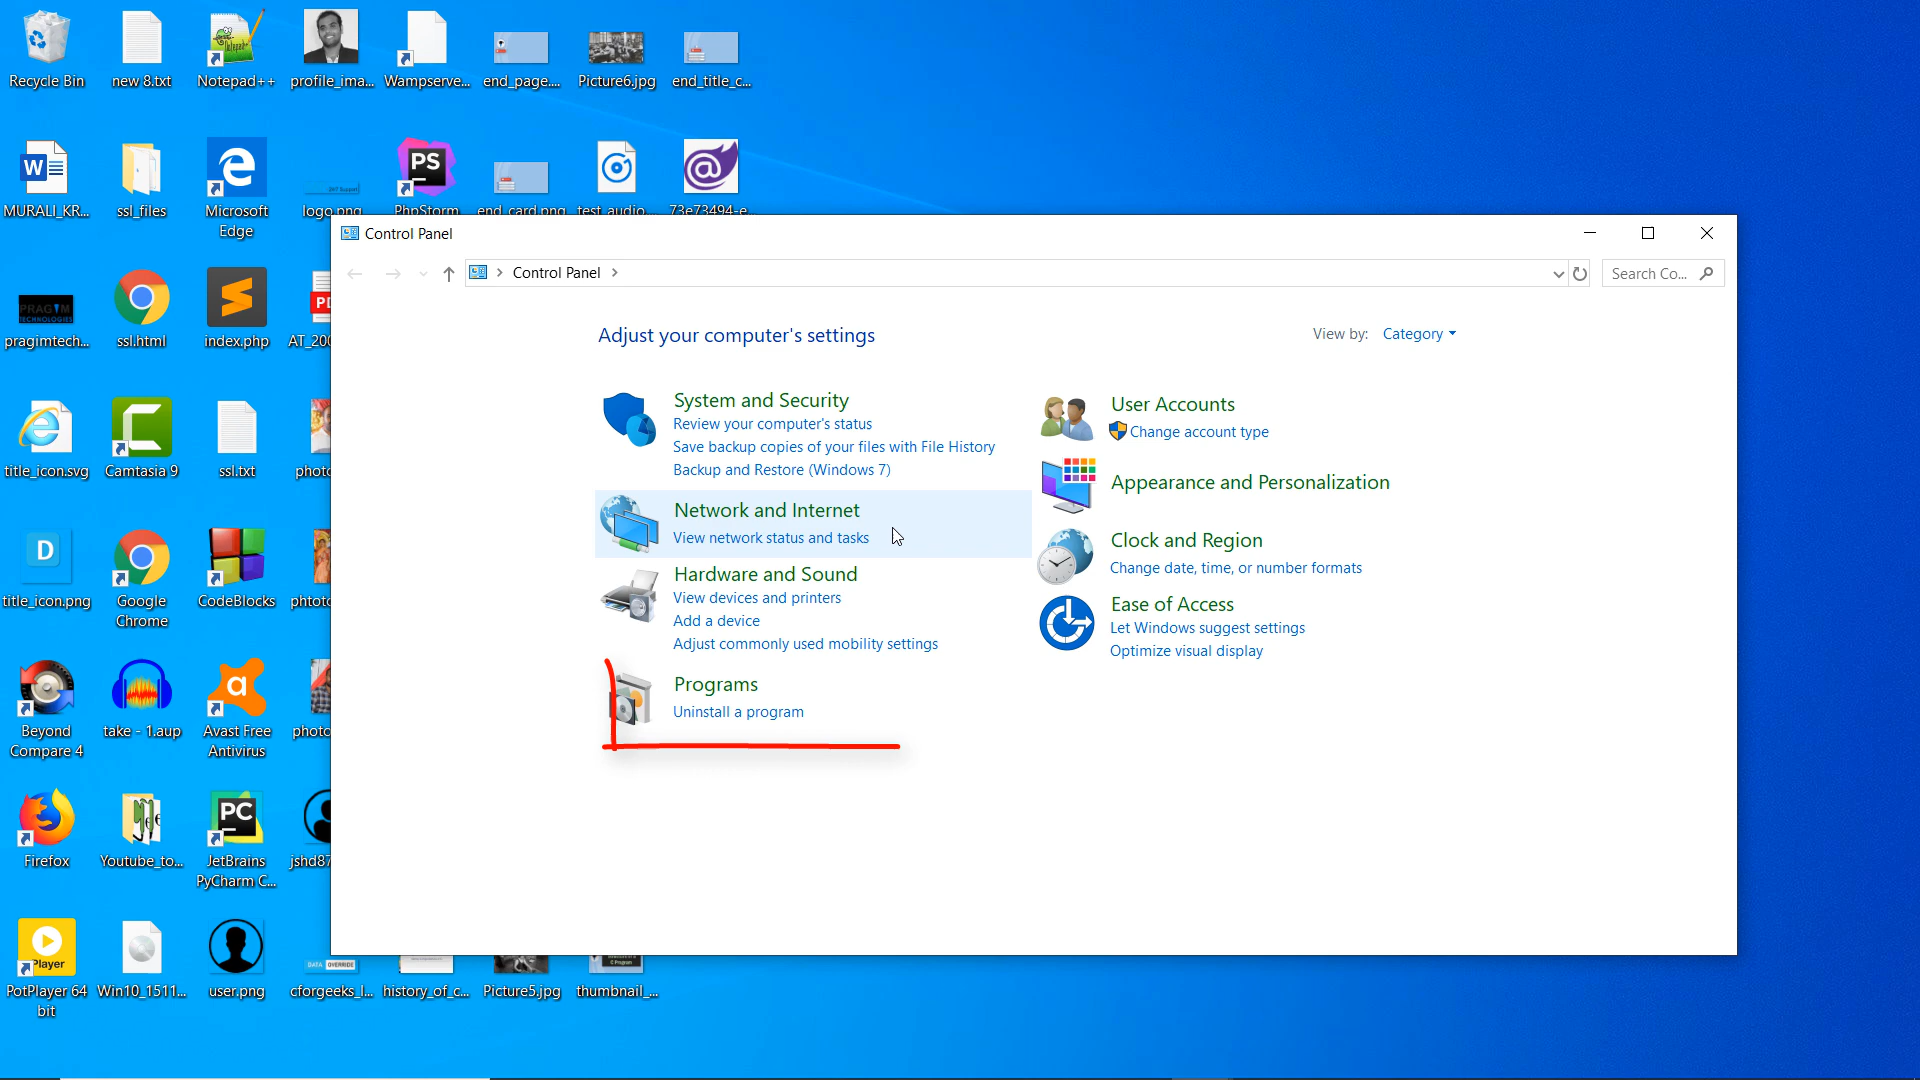 Recycle Bin
new 8.txt
Notepad++
profile_ima...
Wampserve...
end_page....
Picture6.jpg
end_title_c...
MURALI_KR...
ssl_files
Microsoft
Edge
logo.png
PhpStorm
end_card.png
test_audio...
73e73494-e...
pragimtech...
ssl.html
index.php
AT_200
title_icon.svg
Camtasia 9
ssl.txt
photo
title_icon.png
Google
Chrome
CodeBlocks
phtoto
Beyond
Compare 4
take - 1.aup
Avast Free
Antivirus
photo
Firefox
Youtube_to...
JetBrains
PyCharm C...
jshd87
PotPlayer 64
bit
Win10_1511...
user.png
cforgeeks_l...
history_of_c...
Picture5.jpg
thumbnail_...
Control Panel
Control Panel
Search Co...
Adjust your computer's settings
View by: Category
System and Security
Review your computer's status
Save backup copies of your files with File History
Backup and Restore (Windows 7)
Network and Internet
View network status and tasks
Hardware and Sound
View devices and printers
Add a device
Adjust commonly used mobility settings
Programs
Uninstall a program
User Accounts
Change account type
Appearance and Personalization
Clock and Region
Change date, time, or number formats
Ease of Access
Let Windows suggest settings
Optimize visual display